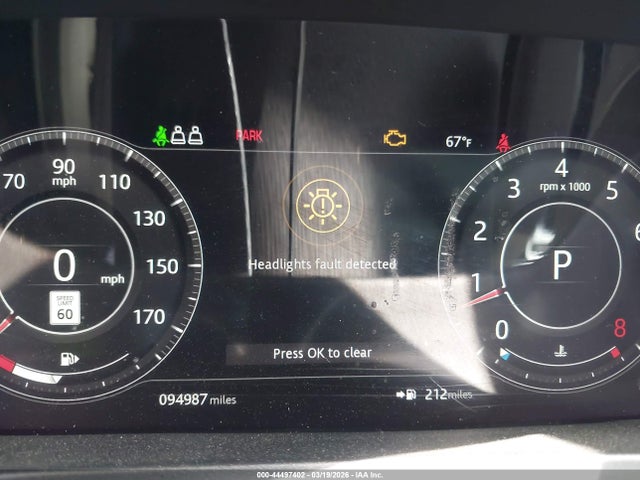 PARK
67°F
70 90 110
mph
130
150
170
0 mph
SPEED
LIMIT
60
Headlights fault detected
Press OK to clear
094987 miles
212 miles
0 1 2 3 4 5 6 8
rpm x 1000
P
000-44497402 - 03/19/2026 - IAA Inc.